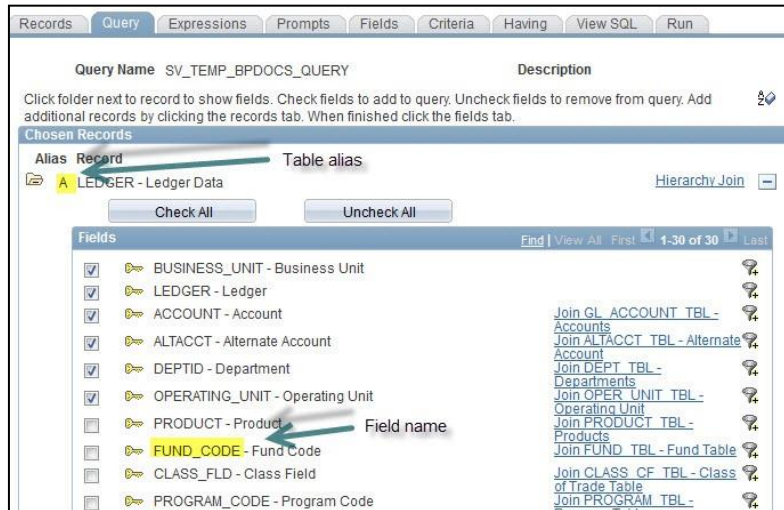 Records Query Expressions Prompts Fields Criteria Having View SQL Run
Query Name SV_TEMP_BPDOCS_QUERY Description
Click folder next to record to show fields. Check fields to add to query. Uncheck fields to remove from query. Add
additional records by clicking the records tab. When finished click the fields tab.
Chosen Records
Alias Record Table alias
A LEDGER - Ledger Data Hierarchy Join
Check All Uncheck All
Fields Find | View All First 1-30 of 30 Last
BUSINESS_UNIT - Business Unit
LEDGER - Ledger
ACCOUNT - Account Join GL_ACCOUNT_TBL -
Accounts
ALTACCT - Alternate Account Join ALTACCT_TBL - Alternate
Account
DEPTID - Department Join DEPT_TBL -
Departments
OPERATING_UNIT - Operating Unit Join OPER_UNIT_TBL -
Operating Unit
PRODUCT - Product Field name Join PRODUCT_TBL -
Products
FUND_CODE - Fund Code Join FUND_TBL - Fund Table
CLASS_FLD - Class Field Join CLASS_CF_TBL - Class
of Trade Table
PROGRAM_CODE - Program Code Join PROGRAM_TBL -